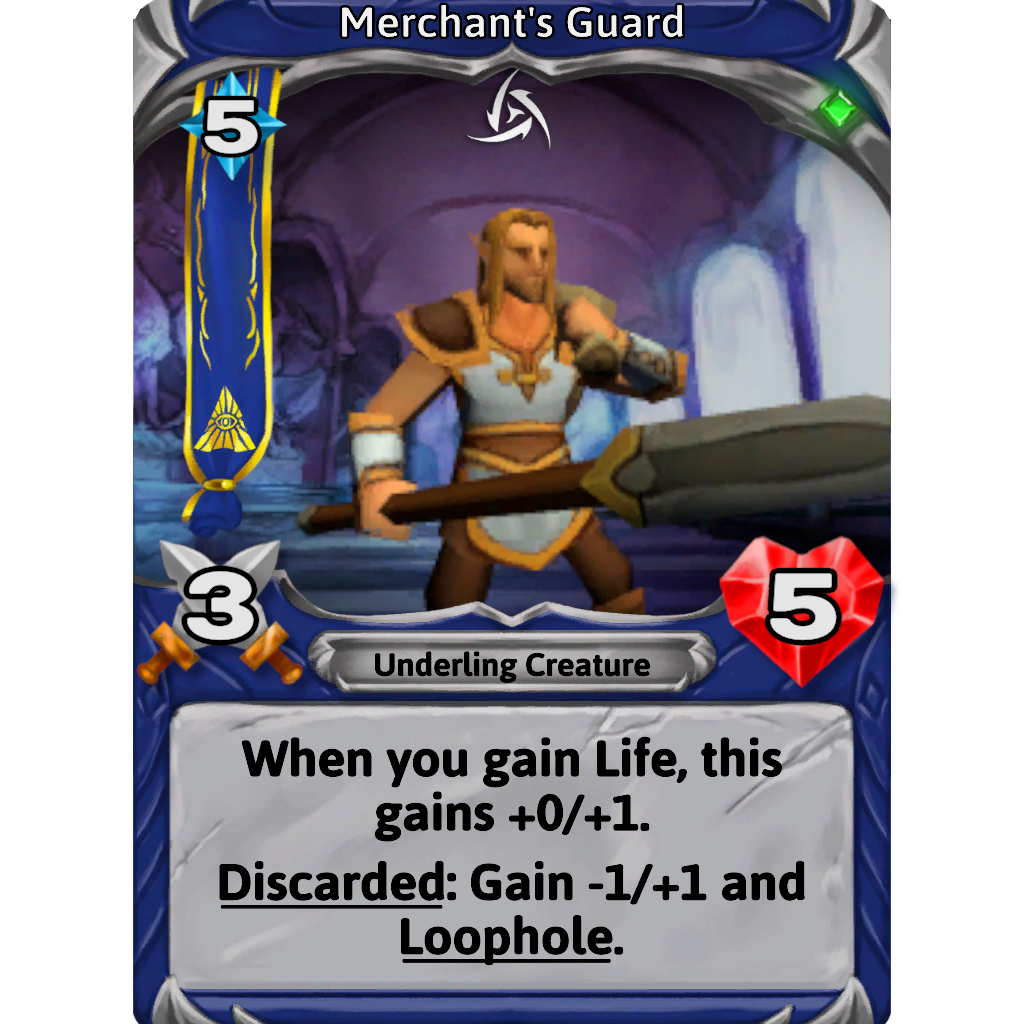 Merchant's Guard
5
3
5
Underling Creature
When you gain Life, this
gains +0/+1.
Discarded: Gain -1/+1 and
Loophole.